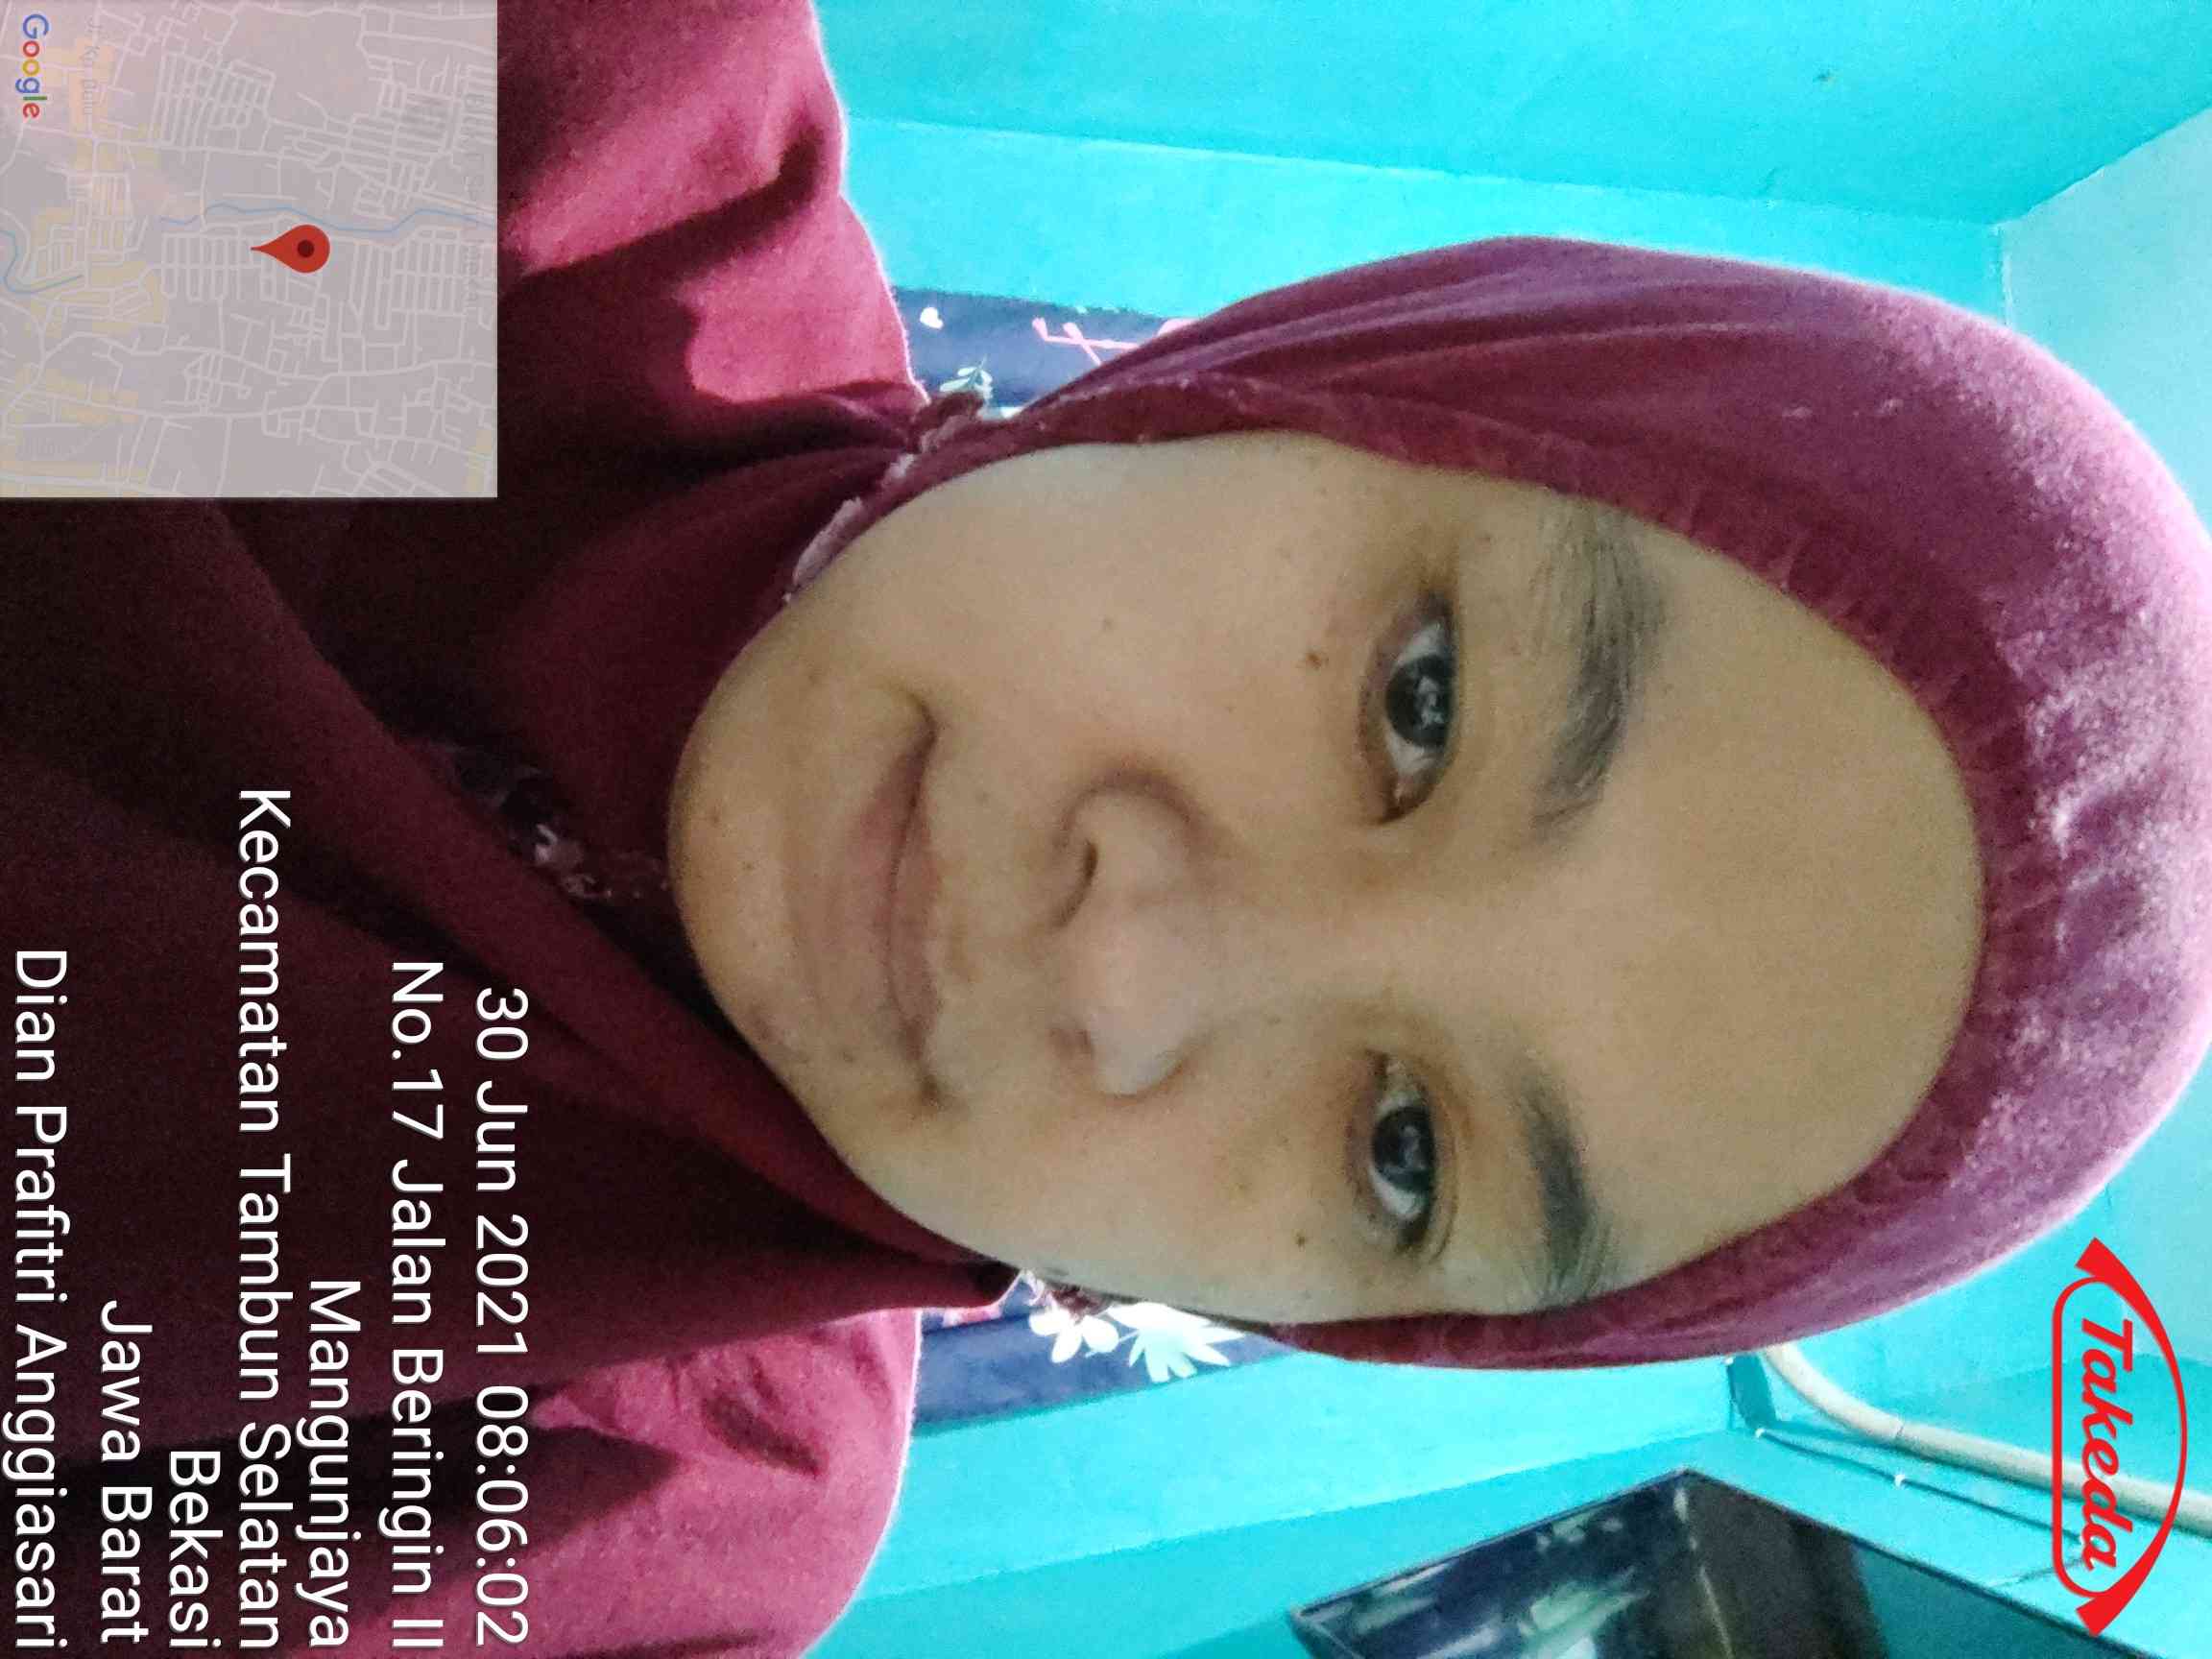 Takeda
30 Jun 2021 08:06:02
No.17 Jalan Beringin II
Mangunjaya
Kecamatan Tambun Selatan
Bekasi
Jawa Barat
Dian Prafitri Anggiasari
Google